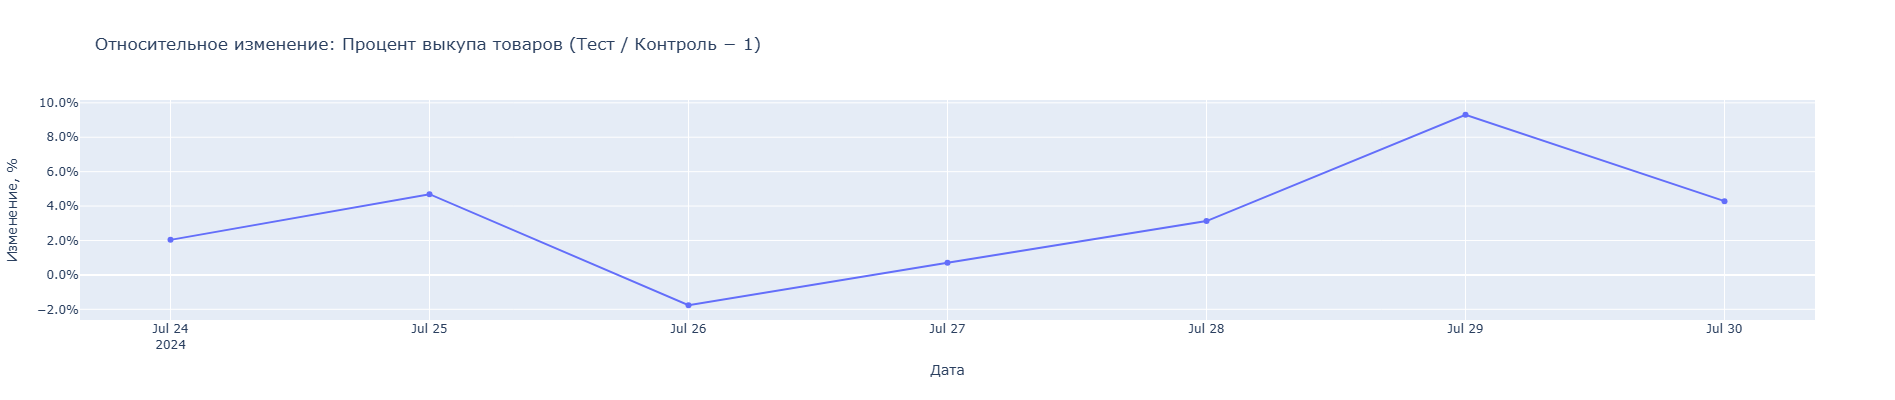 Относительное изменение: Процент выкупа товаров (Тест / Контроль − 1)
10.0%
8.0%
6.0%
4.0%
2.0%
0.0%
−2.0%
Изменение, %
Jul 24
2024
Jul 25
Jul 26
Jul 27
Jul 28
Jul 29
Jul 30
Дата